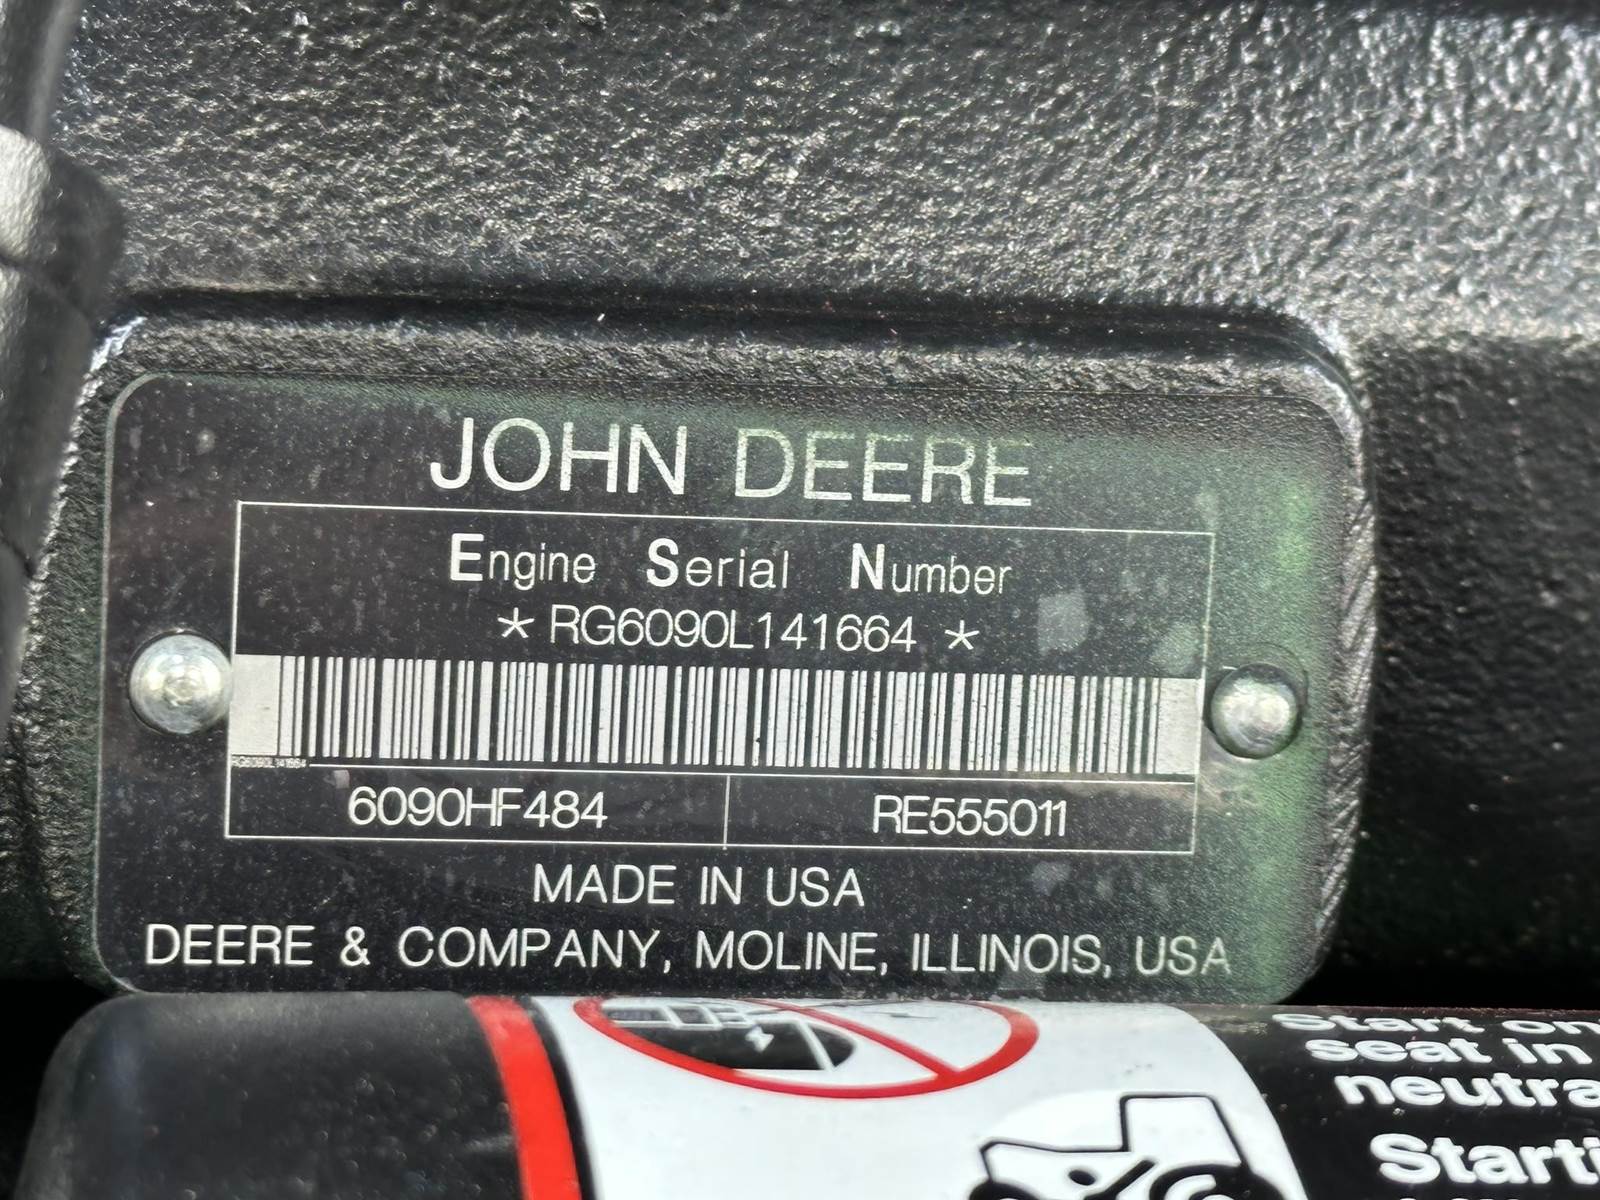 JOHN DEERE
Engine Serial Number
* RG6090L141664 *
RG6090L141664
6090HF484 RE555011
MADE IN USA
DEERE & COMPANY, MOLINE, ILLINOIS, USA
Start on
seat in
neutra
Starti